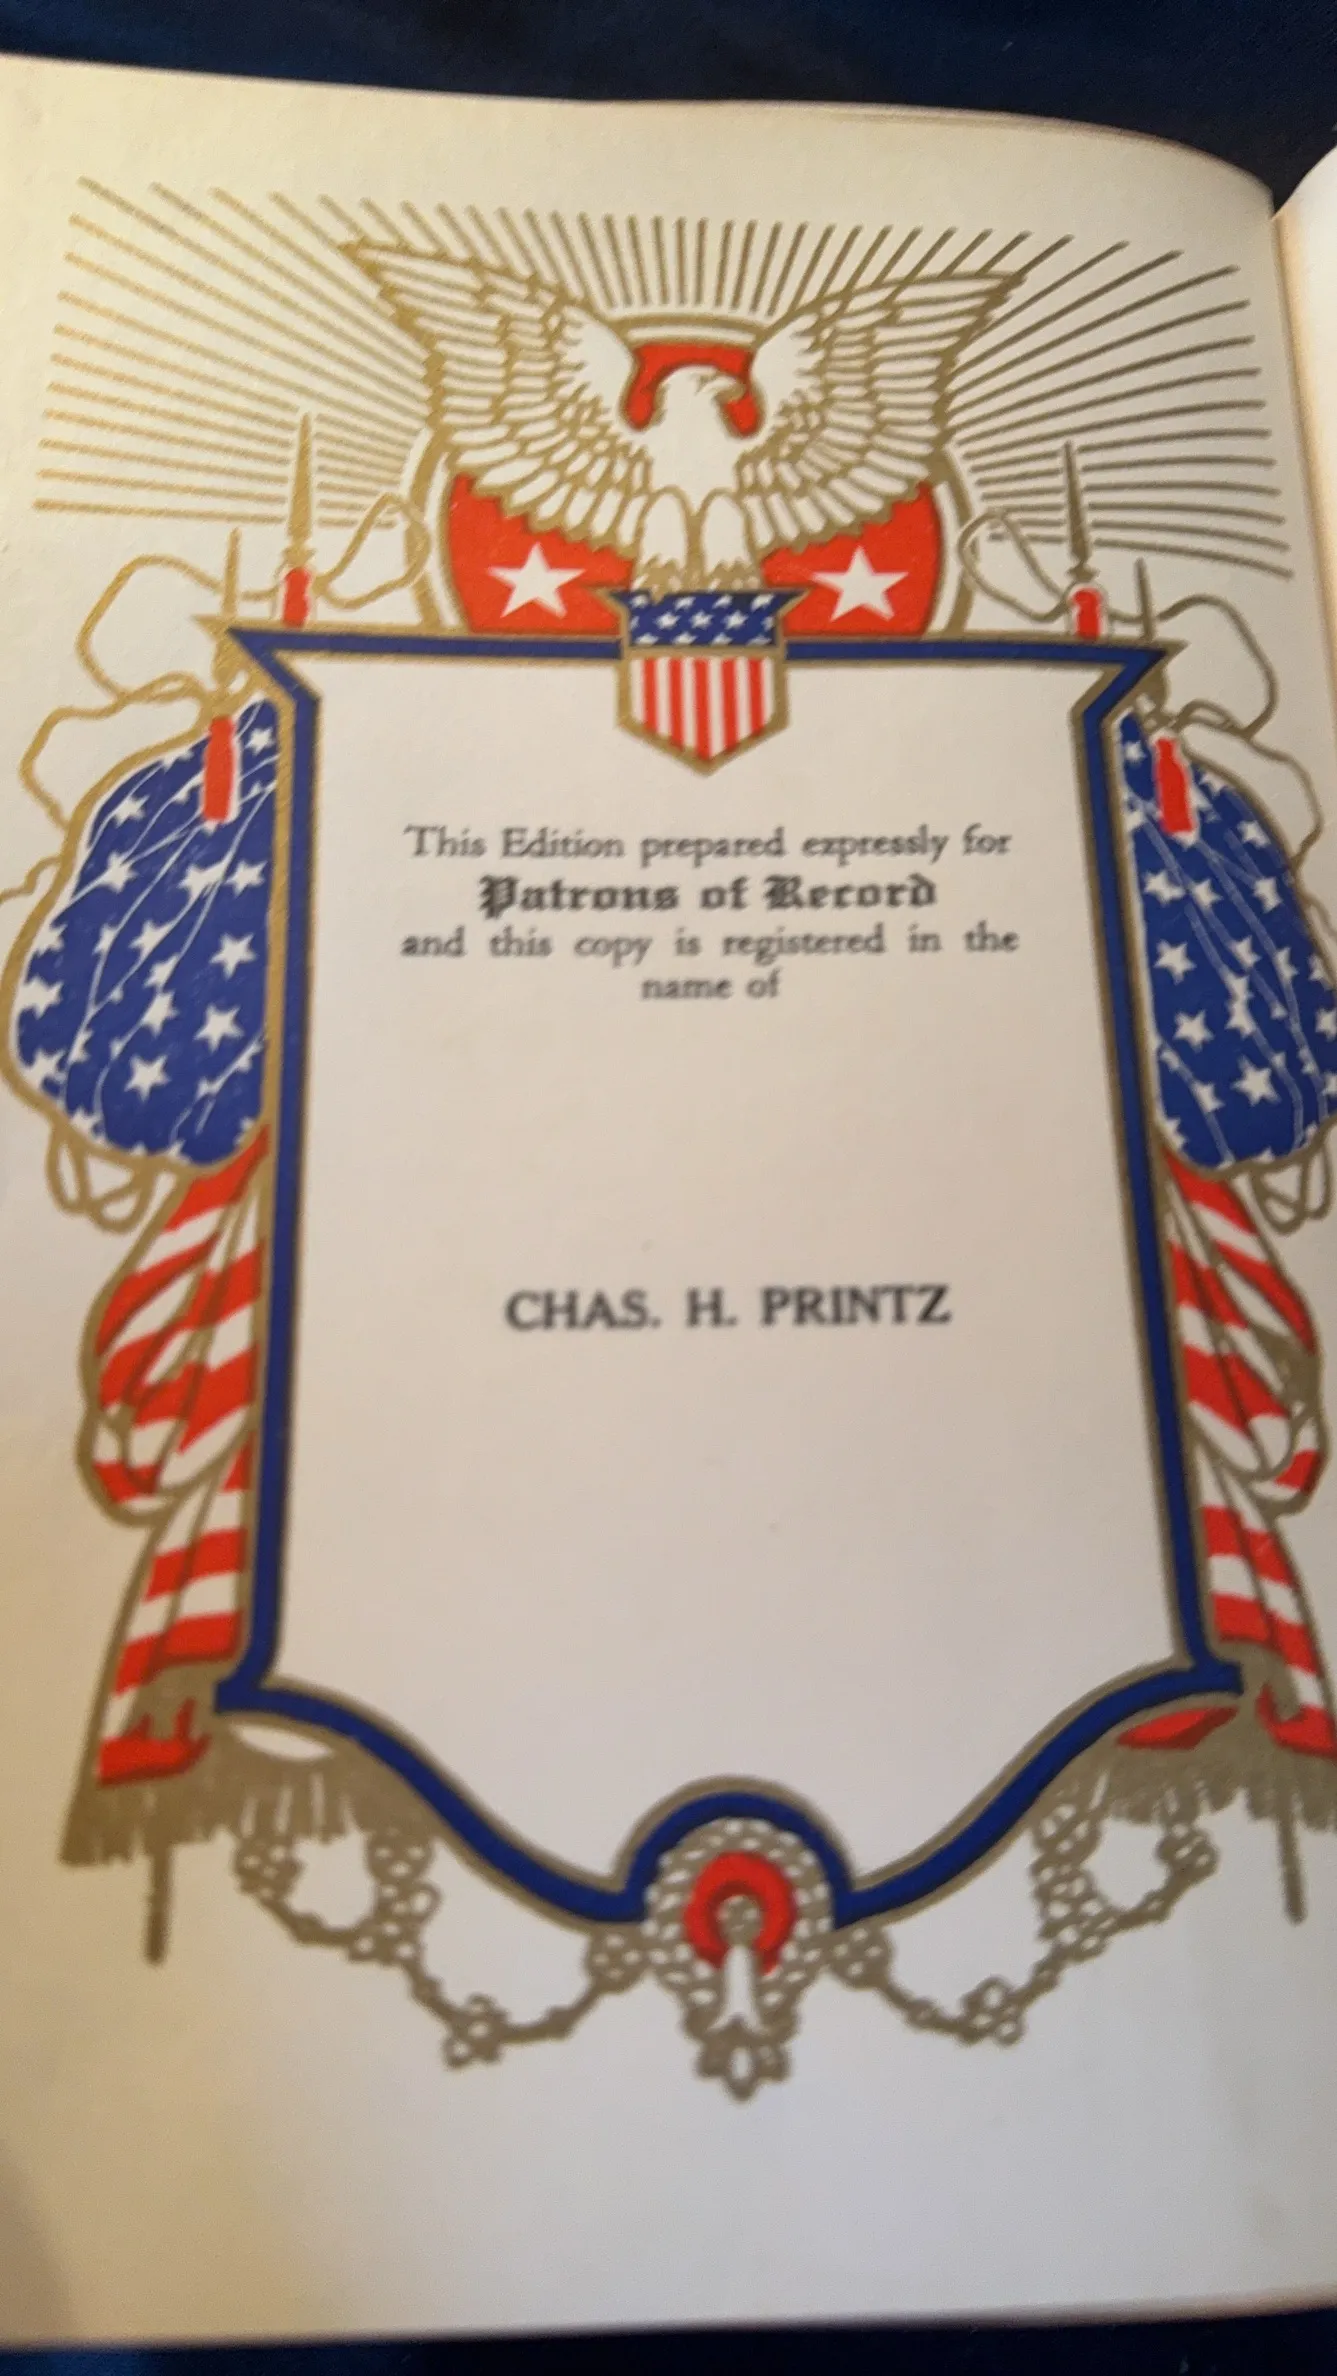 This Edition prepared expressly for
Patrons of Record
and this copy is registered in the
name of
CHAS. H. PRINTZ